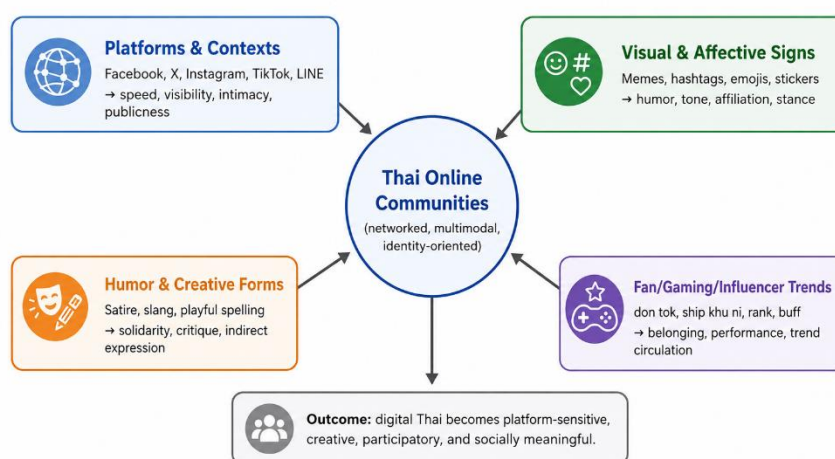 Platforms & Contexts
Facebook, X, Instagram, TikTok, LINE
→ speed, visibility, intimacy,
publicness
Visual & Affective Signs
Memes, hashtags, emojis, stickers
→ humor, tone, affiliation, stance
Thai Online
Communities
(networked, multimodal,
identity-oriented)
Humor & Creative Forms
Satire, slang, playful spelling
→ solidarity, critique, indirect
expression
Fan/Gaming/Influencer Trends
don tok, ship khu ni, rank, buff
→ belonging, performance, trend
circulation
Outcome: digital Thai becomes platform-sensitive,
creative, participatory, and socially meaningful.